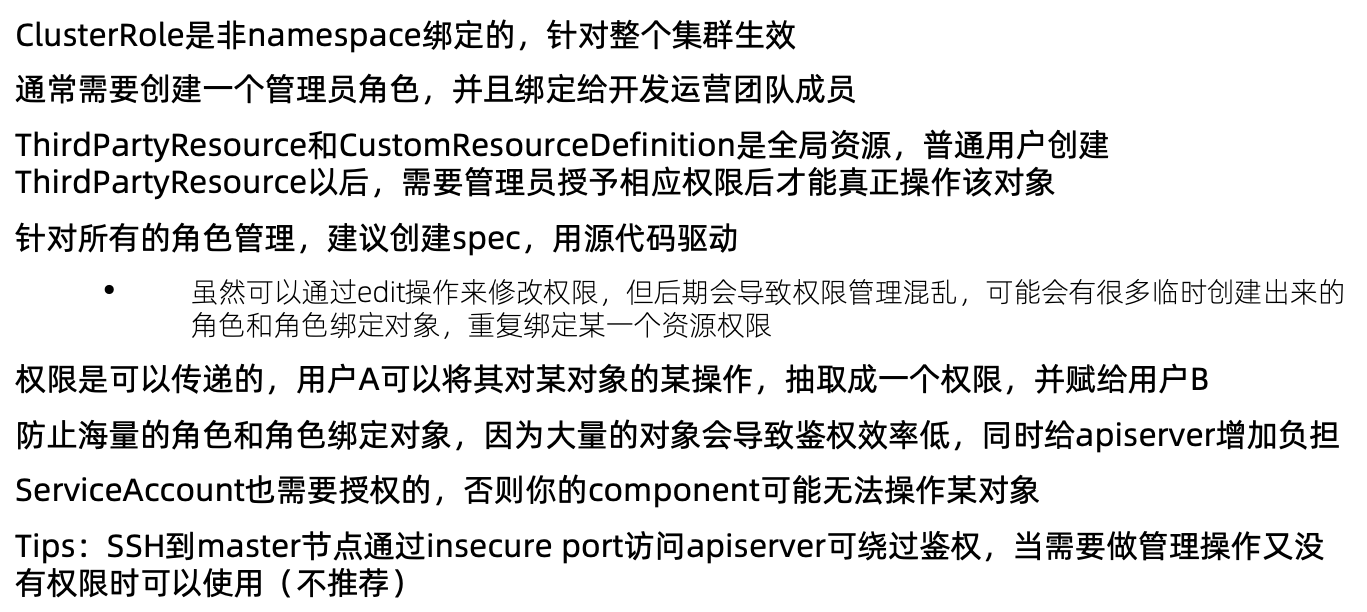 ClusterRole是非namespace绑定的，针对整个集群生效
通常需要创建一个管理员角色，并且绑定给开发运营团队成员
ThirdPartyResource和CustomResourceDefinition是全局资源，普通用户创建
ThirdPartyResource以后，需要管理员授予相应权限后才能真正操作该对象
针对所有的角色管理，建议创建spec，用源代码驱动
• 虽然可以通过edit操作来修改权限，但后期会导致权限管理混乱，可能会有很多临时创建出来的
角色和角色绑定对象，重复绑定某一个资源权限
权限是可以传递的，用户A可以将其对某对象的某操作，抽取成一个权限，并赋给用户B
防止海量的角色和角色绑定对象，因为大量的对象会导致鉴权效率低，同时给apiserver增加负担
ServiceAccount也需要授权的，否则你的component可能无法操作某对象
Tips：SSH到master节点通过insecure port访问apiserver可绕过鉴权，当需要做管理操作又没
有权限时可以使用（不推荐）